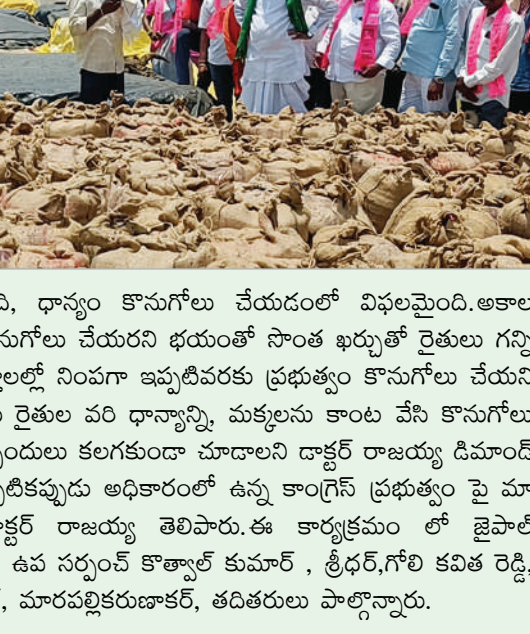 ది, ధాన్యం కొనుగోలు చేయడంలో విఫలమైంది.అకాల
నుగోలు చేయరని భయంతో సొంత ఖర్చుతో రైతులు గన్ని
లల్లో నింపగా ఇప్పటివరకు ప్రభుత్వం కొనుగోలు చేయని
రైతుల వరి ధాన్యాన్ని, మక్కలను కాంట వేసి కొనుగోలు
ందులు కలగకుండా చూడాలని డాక్టర్ రాజయ్య డిమాండ్
టికప్పుడు అధికారంలో ఉన్న కాంగ్రెస్ ప్రభుత్వం పై మా
క్టర్ రాజయ్య తెలిపారు.ఈ కార్యక్రమం లో జైపాల్
ఉప సర్పంచ్ కొత్వాల్ కుమార్ , శ్రీధర్,గోలి కవిత రెడ్డి,
, మారపల్లికరుణాకర్, తదితరులు పాల్గొన్నారు.